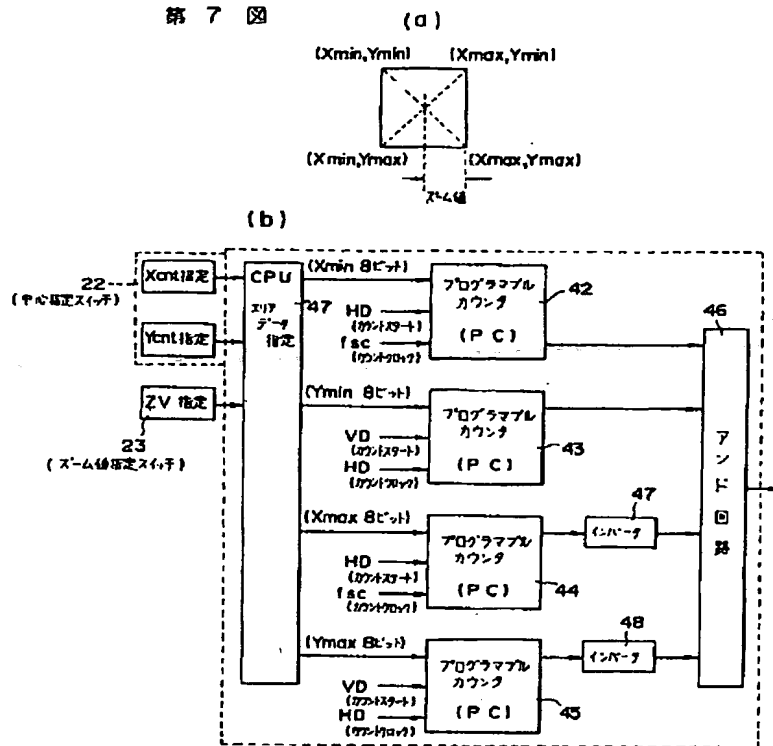 第 7 図
(a)
(Xmin,Ymin) (Xmax,Ymin)
(Xmin,Ymax) (Xmax,Ymax)
ズーム値
(b)
22
(中心指定スイッチ)
Xcnt指定
Ycnt指定
ZV 指定
23
(ズーム値指定スイッチ)
CPU
47
エリア
データ
指定
(Xmin 8ビット)
HD
(カウントスタート)
fsc
(カウントクロック)
プログラマブル
カウンタ
(PC)
42
(Ymin 8ビット)
VD
(カウントスタート)
HD
(カウントクロック)
プログラマブル
カウンタ
(PC)
43
(Xmax 8ビット)
HD
(カウントスタート)
fsc
(カウントクロック)
プログラマブル
カウンタ
(PC)
44
47
インバータ
(Ymax 8ビット)
VD
(カウントスタート)
HD
(カウントクロック)
プログラマブル
カウンタ
(PC)
45
48
インバータ
46
アンド回路